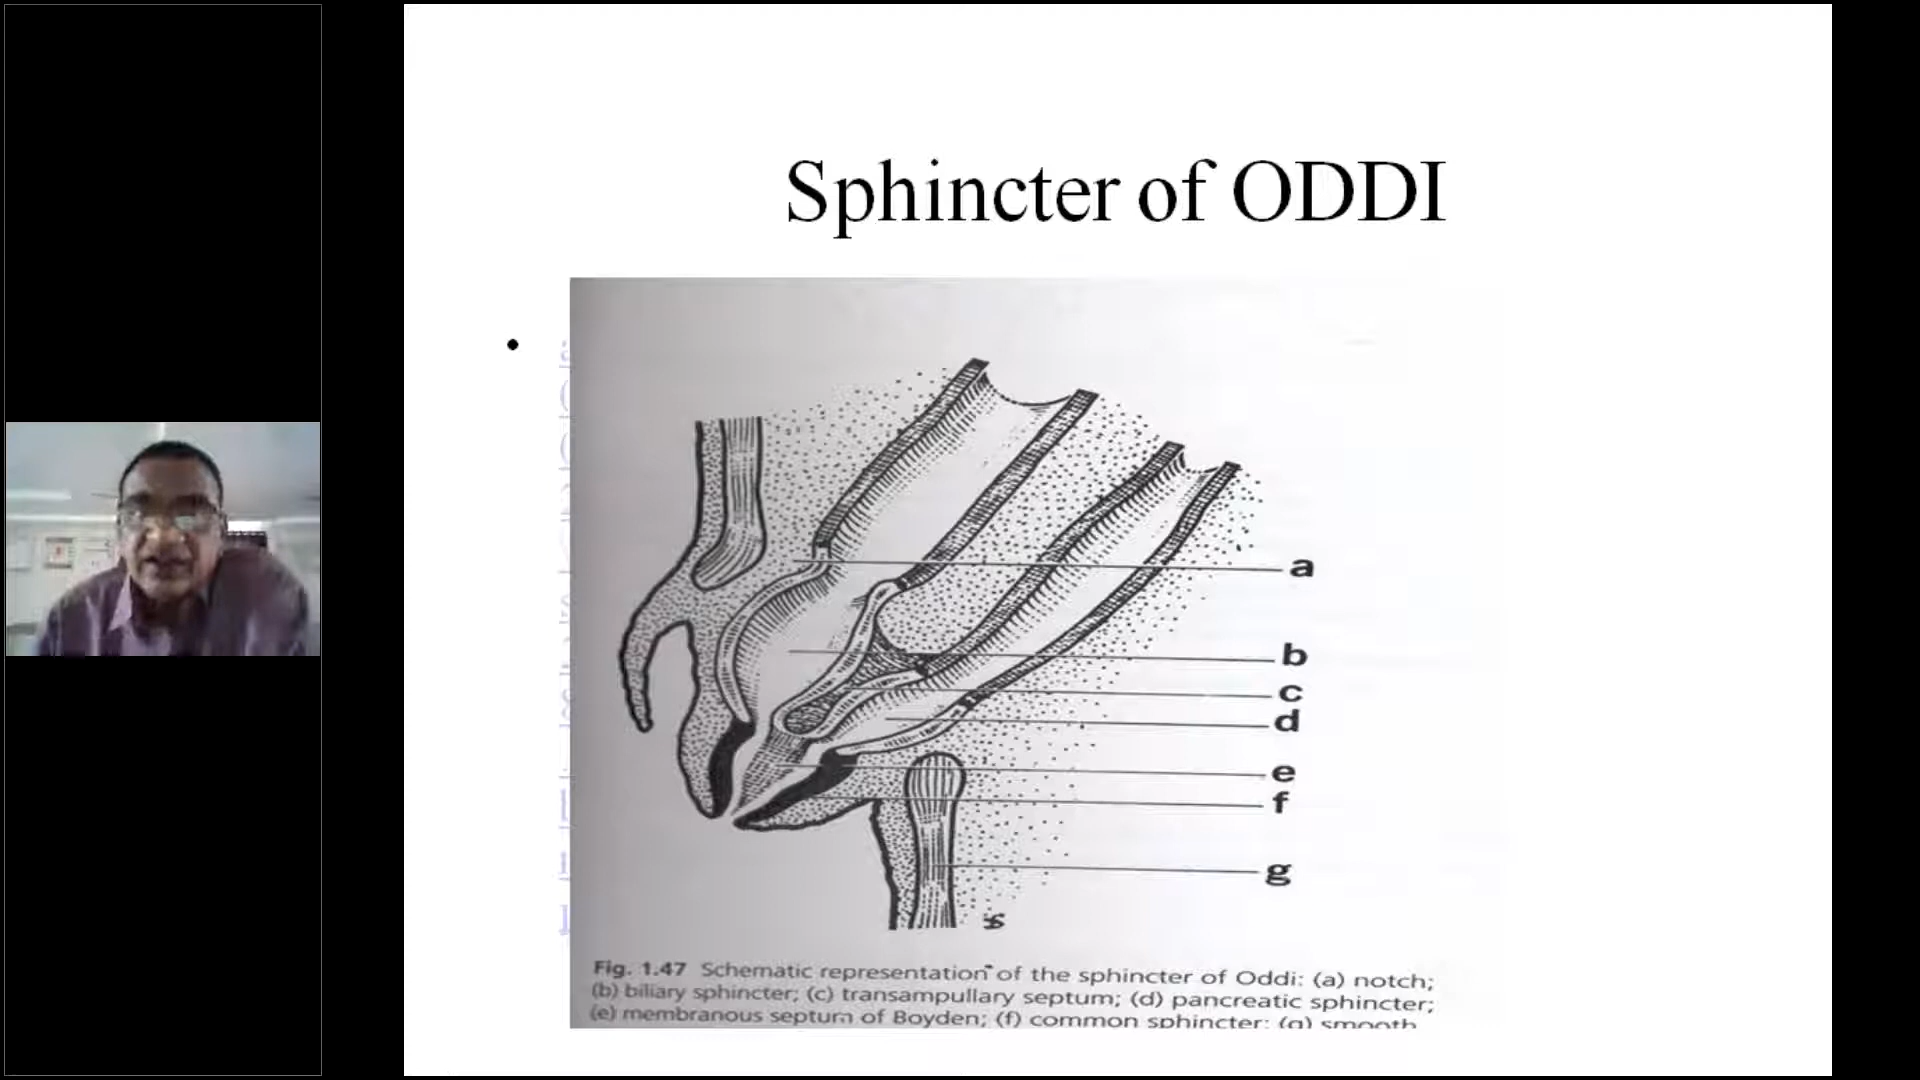 Sphincter of ODDI
•
a
b
c
d
e
f
g
Fig. 1.47 Schematic representation of the sphincter of Oddi: (a) notch;
(b) biliary sphincter; (c) transampullary septum; (d) pancreatic sphincter;
(e) membranous septum of Boyden; (f) common sphincter; (g) smooth